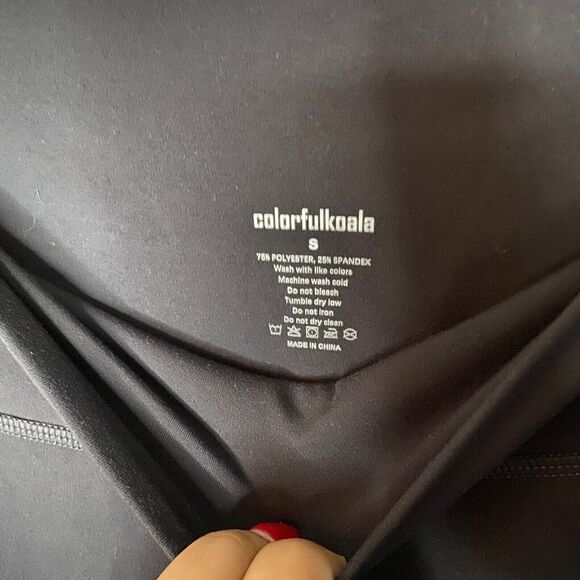 colorfulkoala
S
75% POLYESTER, 25% SPANDEX
Wash with like colors
Machine wash cold
Do not bleach
Tumble dry low
Do not iron
Do not dry clean
MADE IN CHINA